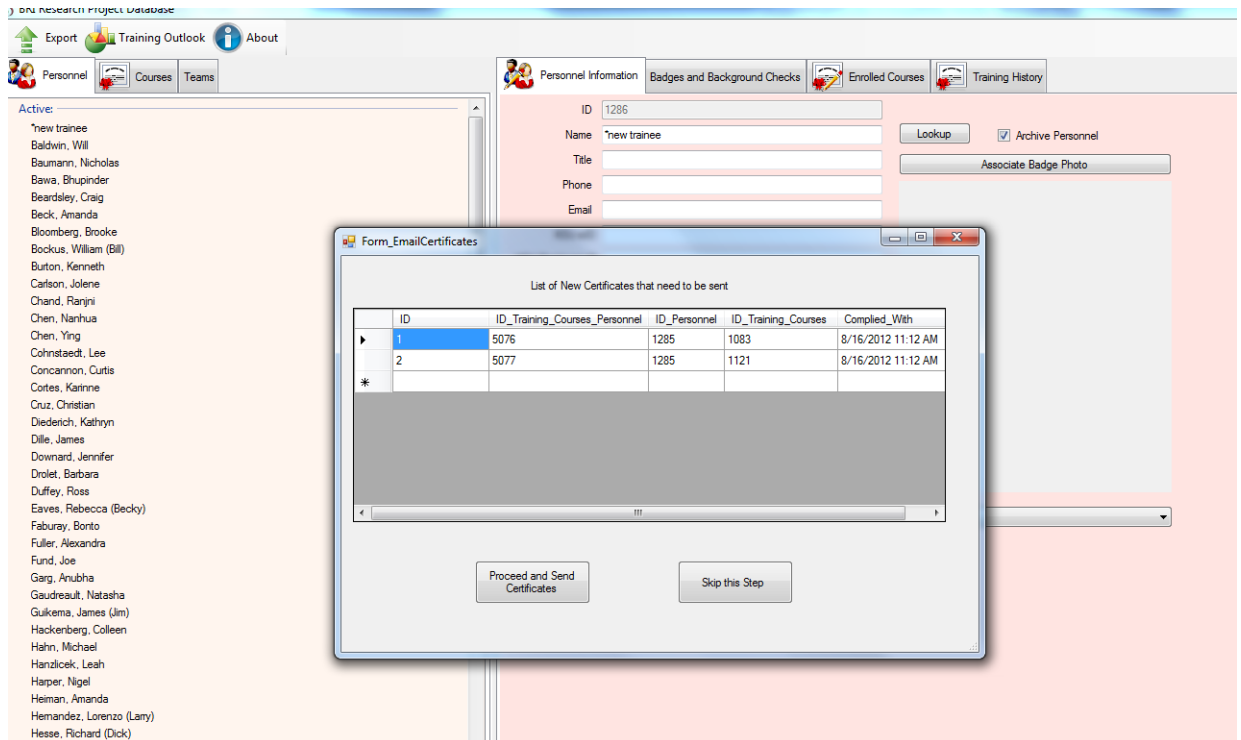 BRI Research Project Database
Export Training Outlook About
Personnel Courses Teams
Active:
*new trainee
Baldwin, Will
Baumann, Nicholas
Bawa, Bhupinder
Beardsley, Craig
Beck, Amanda
Bloomberg, Brooke
Bockus, William (Bill)
Burton, Kenneth
Carlson, Jolene
Chand, Ranjni
Chen, Nanhua
Chen, Ying
Cohnstaedt, Lee
Concannon, Curtis
Cortes, Karinne
Cruz, Christian
Diederich, Kathryn
Dille, James
Downard, Jennifer
Drolet, Barbara
Duffey, Ross
Eaves, Rebecca (Becky)
Faburay, Bonto
Fuller, Alexandra
Fund, Joe
Garg, Anubha
Gaudreault, Natasha
Guikema, James (Jim)
Hackenberg, Colleen
Hahn, Michael
Hanzlicek, Leah
Harper, Nigel
Heiman, Amanda
Hernandez, Lorenzo (Larry)
Hesse, Richard (Dick)
Personnel Information Badges and Background Checks Enrolled Courses Training History
ID 1286
Name *new trainee Lookup Archive Personnel
Title
Associate Badge Photo
Phone
Email
Form_EmailCertificates
List of New Certificates that need to be sent
ID ID_Training_Courses_Personnel ID_Personnel ID_Training_Courses Complied_With
1 5076 1285 1083 8/16/2012 11:12 AM
2 5077 1285 1121 8/16/2012 11:12 AM
Proceed and Send
Certificates
Skip this Step